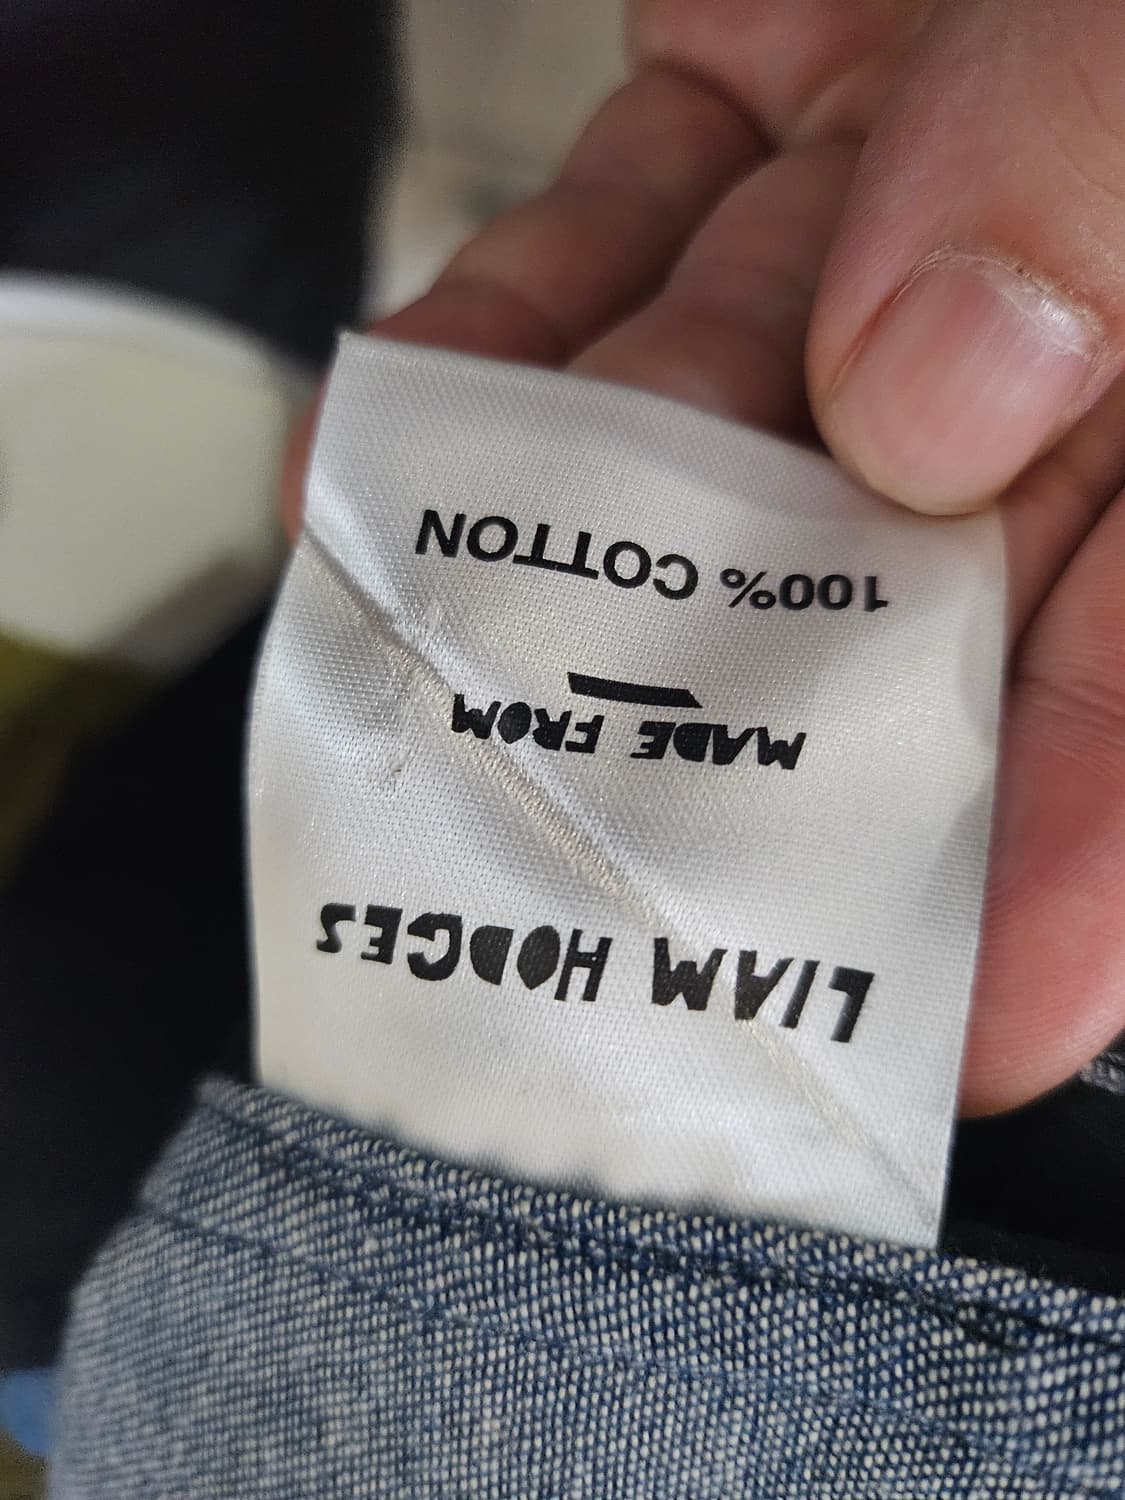 LIAM HODGES
MADE FROM
100% COTTON